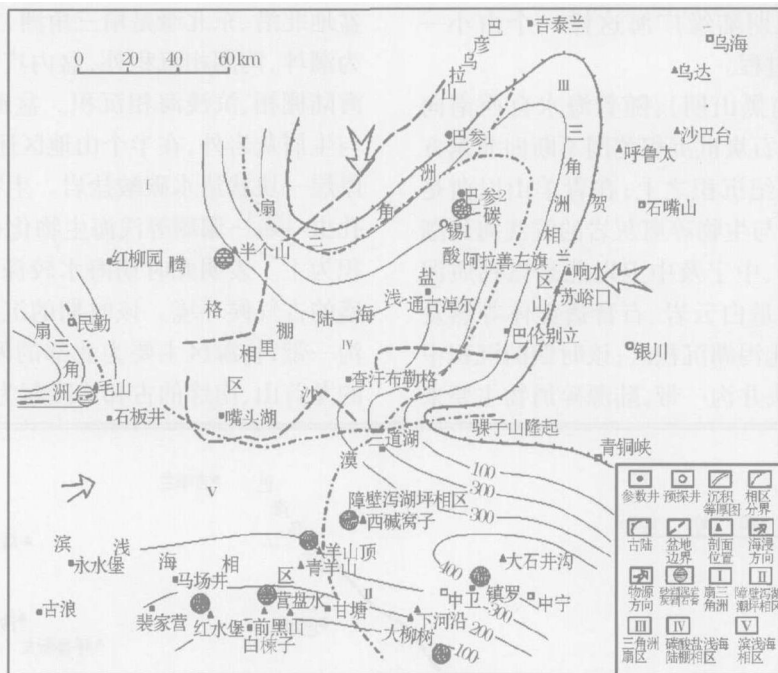 0 20 40 60km
吉泰兰
乌海
乌达
沙巴台
呼鲁太
石嘴山
巴
彦
乌
拉
山
Ⅲ
三
角
洲
相
区
贺
兰
山
巴参1
巴参2
扇
三
角
洲
碳
酸
盐
浅
海
陆
棚
相
区
锡
阿拉善左旗
响水
苏峪口
通古淖尔
Ⅰ
红柳园
半个山
腾
格
里
沙
漠
Ⅳ
巴伦别立
银川
查汗布勒格
扇
三
角
洲
民勤
毛山
石板井
嘴头湖
二道湖
骡子山隆起
青铜峡
100
300
300
400
300
200
100
Ⅴ
障壁泻湖坪相区
西碱窝子
羊山顶
青羊山
大石井沟
滨
浅
海
相
区
永水堡
马场井
营盘水
甘塘
Ⅱ
中卫
镇罗
中宁
古浪
裴家营
红水堡
前黑山
白楝子
下河沿
大柳树
参数井
预探井
沉积等厚图
相区分界
古陆
盆地边界
剖面位置
海浸方向
物源方向
Ⅰ
扇三角洲
Ⅱ
Ⅲ
三角洲扇区
Ⅳ
碳酸盐浅海陆棚相区
Ⅴ
滨浅海相区